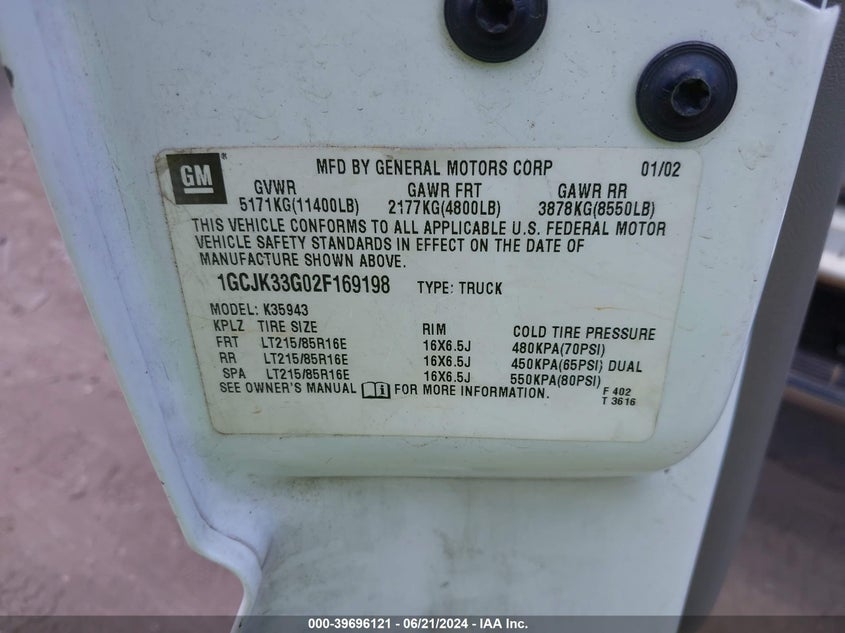 GM ® MFD BY GENERAL MOTORS CORP 01/02
GVWR GAWR FRT GAWR RR
5171KG(11400LB) 2177KG(4800LB) 3878KG(8550LB)
THIS VEHICLE CONFORMS TO ALL APPLICABLE U.S. FEDERAL MOTOR
VEHICLE SAFETY STANDARDS IN EFFECT ON THE DATE OF
MANUFACTURE SHOWN ABOVE.
1GCJK33G02F169198 TYPE: TRUCK
MODEL: K35943
KPLZ TIRE SIZE RIM COLD TIRE PRESSURE
FRT LT215/85R16E 16X6.5J 480KPA(70PSI)
RR LT215/85R16E 16X6.5J 450KPA(65PSI) DUAL
SPA LT215/85R16E 16X6.5J 550KPA(80PSI)
SEE OWNER'S MANUAL FOR MORE INFORMATION. F 402
T 3616
000-39696121 - 06/21/2024 - IAA Inc.